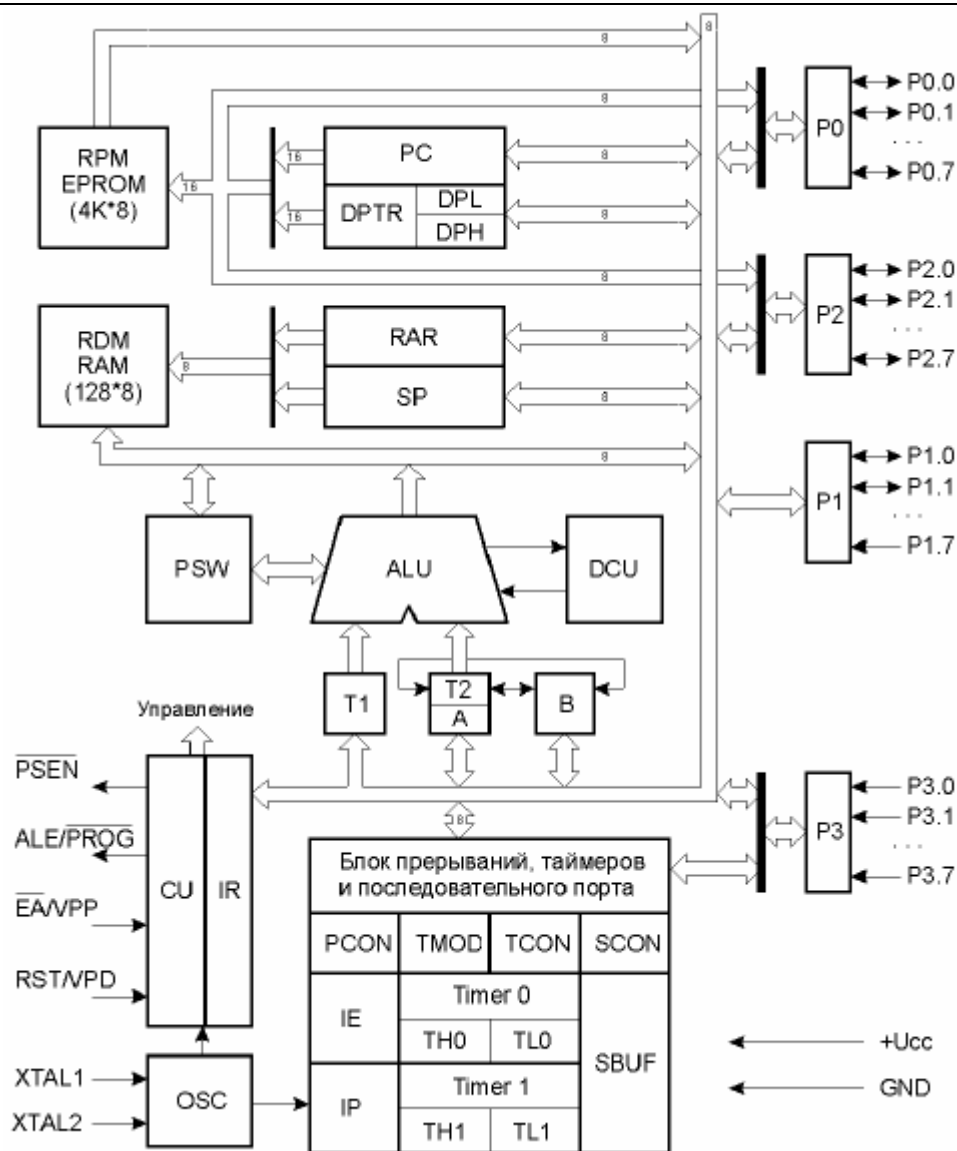 8
8
P0.0
8
P0.1
RPM
EPROM
(4K*8)
16
16
PC
8
P0
. . .
P0.7
16
DPTR
DPL
DPH
8
8
P2.0
P2.1
RDM
RAM
(128*8)
8
RAR
8
P2
. . .
SP
8
P2.7
8
P1.0
P1.1
PSW
ALU
DCU
P1
. . .
P1.7
T1
T2
A
B
Управление
PSEN
8
P3.0
P3.1
ALE/PROG
CU
IR
Блок прерываний, таймеров
и последовательного порта
P3
. . .
P3.7
EA/VPP
PCON
TMOD
TCON
SCON
RST/VPD
IE
Timer 0
TH0
TL0
SBUF
+Ucc
XTAL1
XTAL2
OSC
IP
Timer 1
TH1
TL1
GND